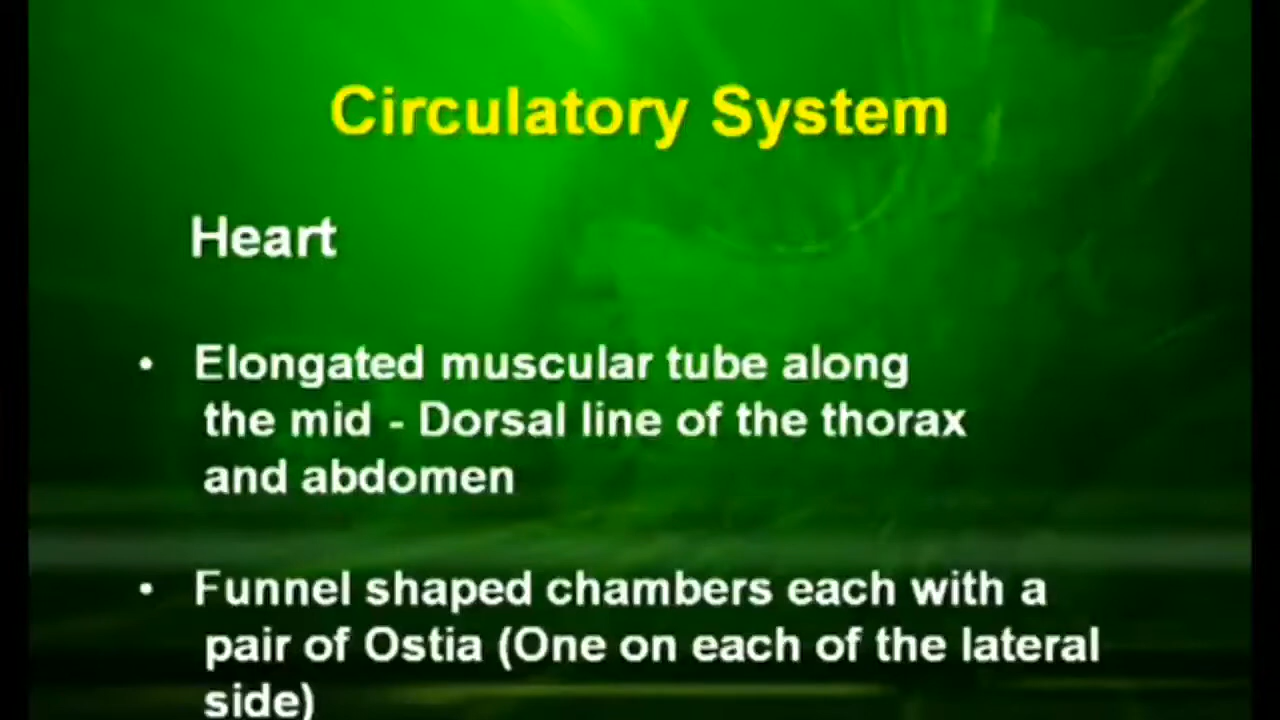 Circulatory System
Heart
• Elongated muscular tube along
the mid - Dorsal line of the thorax
and abdomen
• Funnel shaped chambers each with a
pair of Ostia (One on each of the lateral
side)